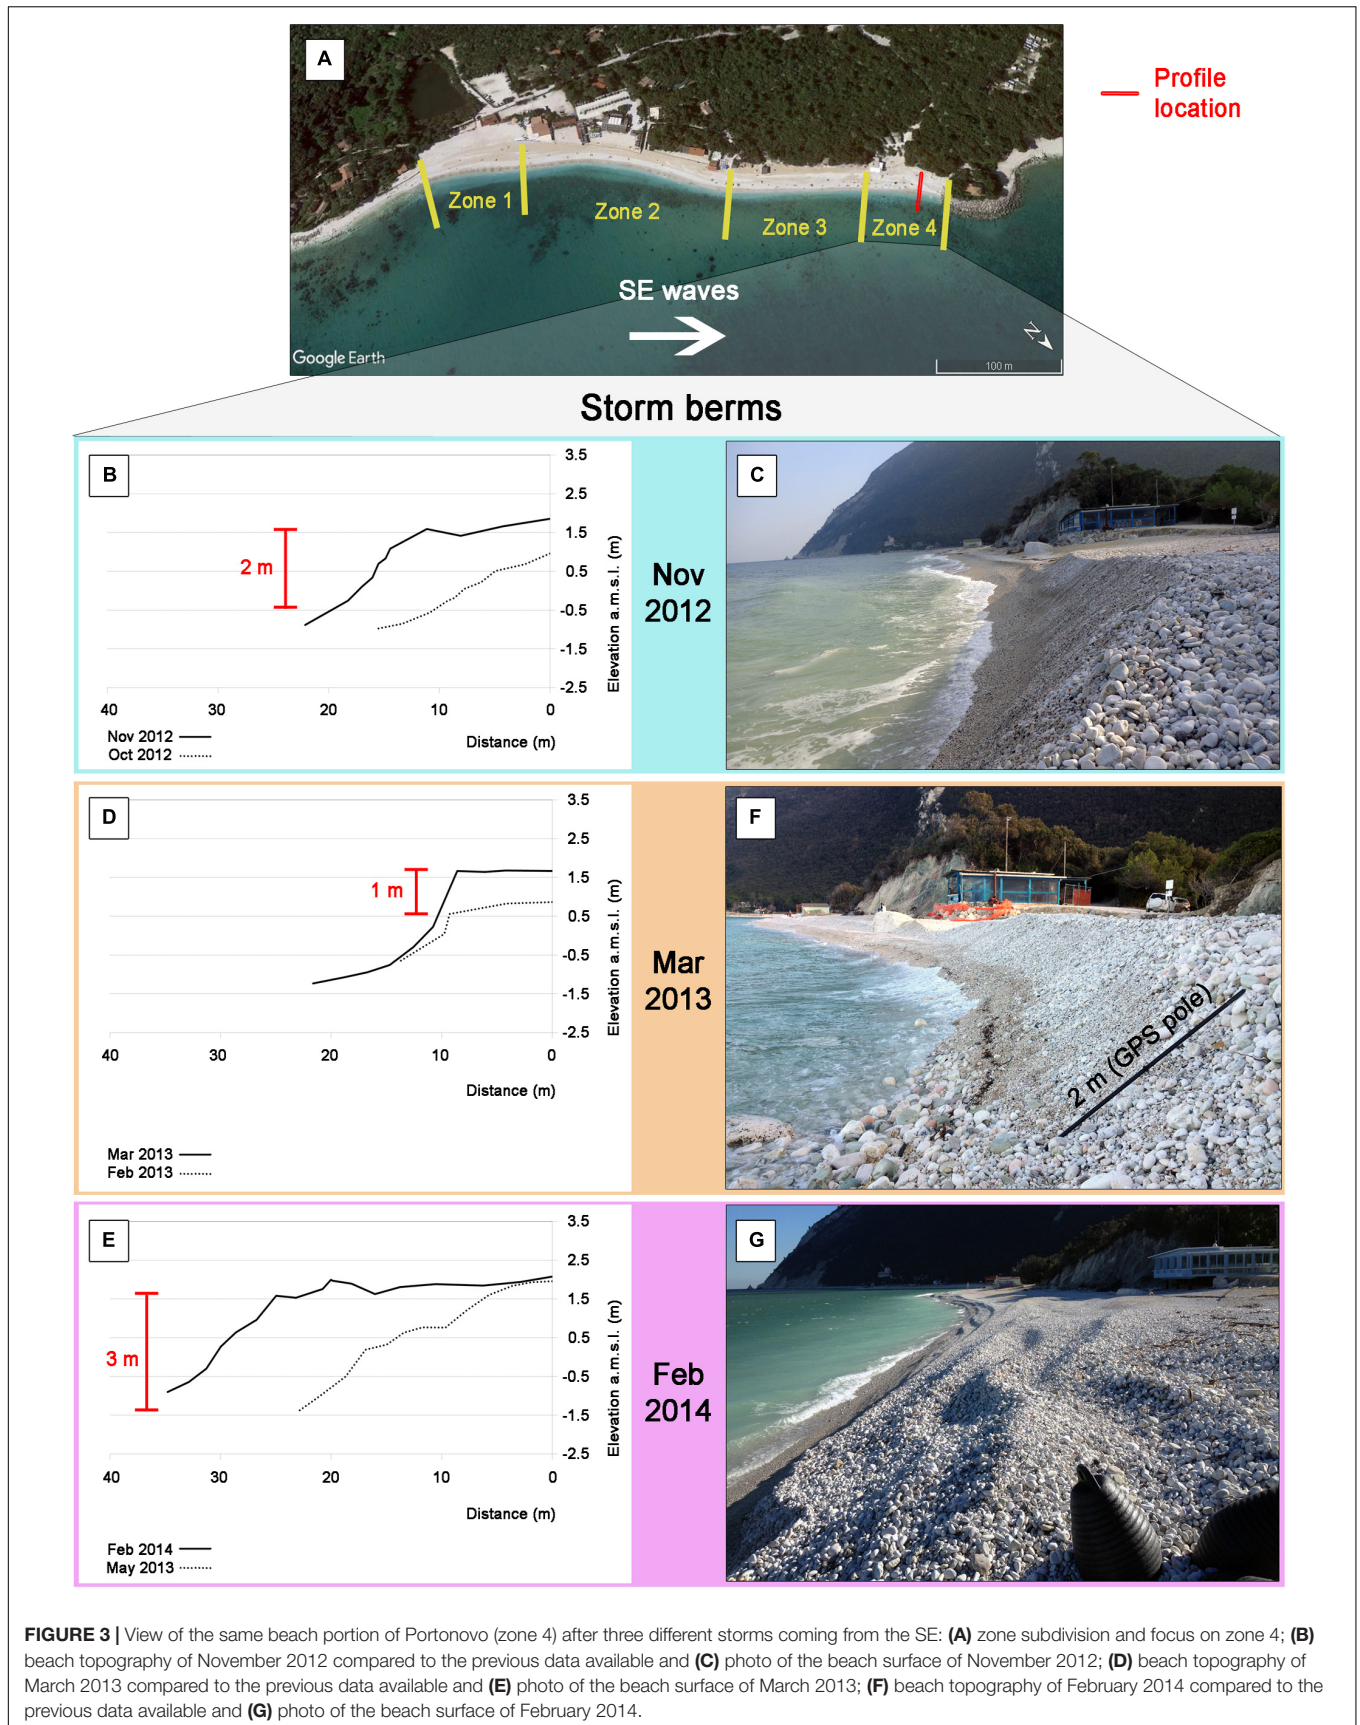 A
Profile
location
Zone 1
Zone 2
Zone 3
Zone 4
SE waves
N
Google Earth
100 m
Storm berms
B
3.5
2.5
1.5
0.5
-0.5
-1.5
-2.5
2 m
Elevation a.m.s.l. (m)
40 30 20 10 0
Nov 2012
Oct 2012
Distance (m)
Nov
2012
C
D
3.5
2.5
1.5
0.5
-0.5
-1.5
-2.5
1 m
Elevation a.m.s.l. (m)
40 30 20 10 0
Distance (m)
Mar 2013
Feb 2013
Mar
2013
F
2 m (GPS pole)
E
3.5
2.5
1.5
0.5
-0.5
-1.5
-2.5
3 m
Elevation a.m.s.l. (m)
40 30 20 10 0
Distance (m)
Feb 2014
May 2013
Feb
2014
G
FIGURE 3 | View of the same beach portion of Portonovo (zone 4) after three different storms coming from the SE: (A) zone subdivision and focus on zone 4; (B)
beach topography of November 2012 compared to the previous data available and (C) photo of the beach surface of November 2012; (D) beach topography of
March 2013 compared to the previous data available and (E) photo of the beach surface of March 2013; (F) beach topography of February 2014 compared to the
previous data available and (G) photo of the beach surface of February 2014.